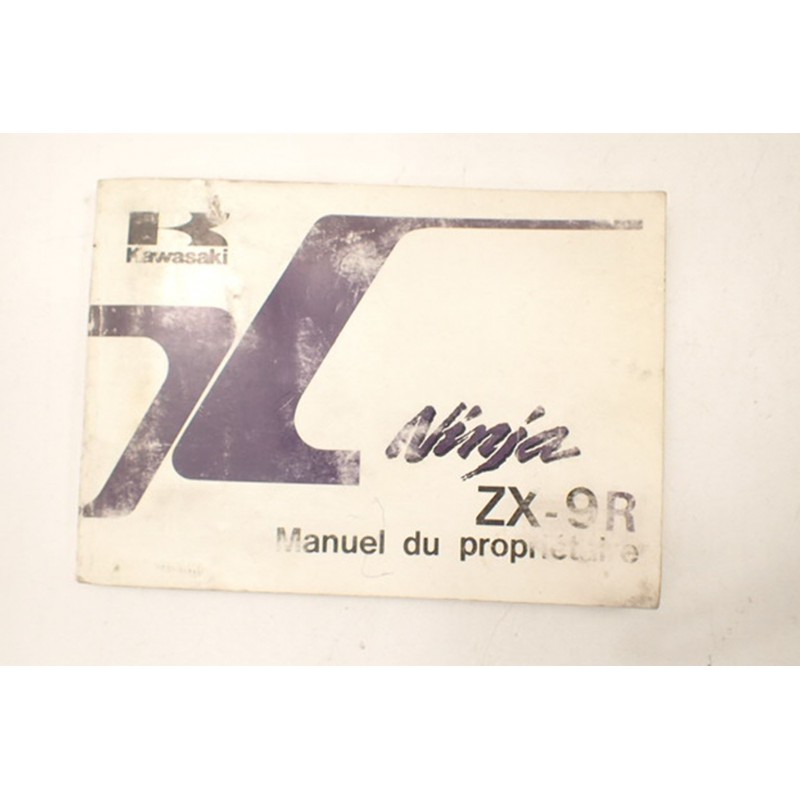 Kawasaki
Ninja
ZX-9R
Manuel du propriétaire